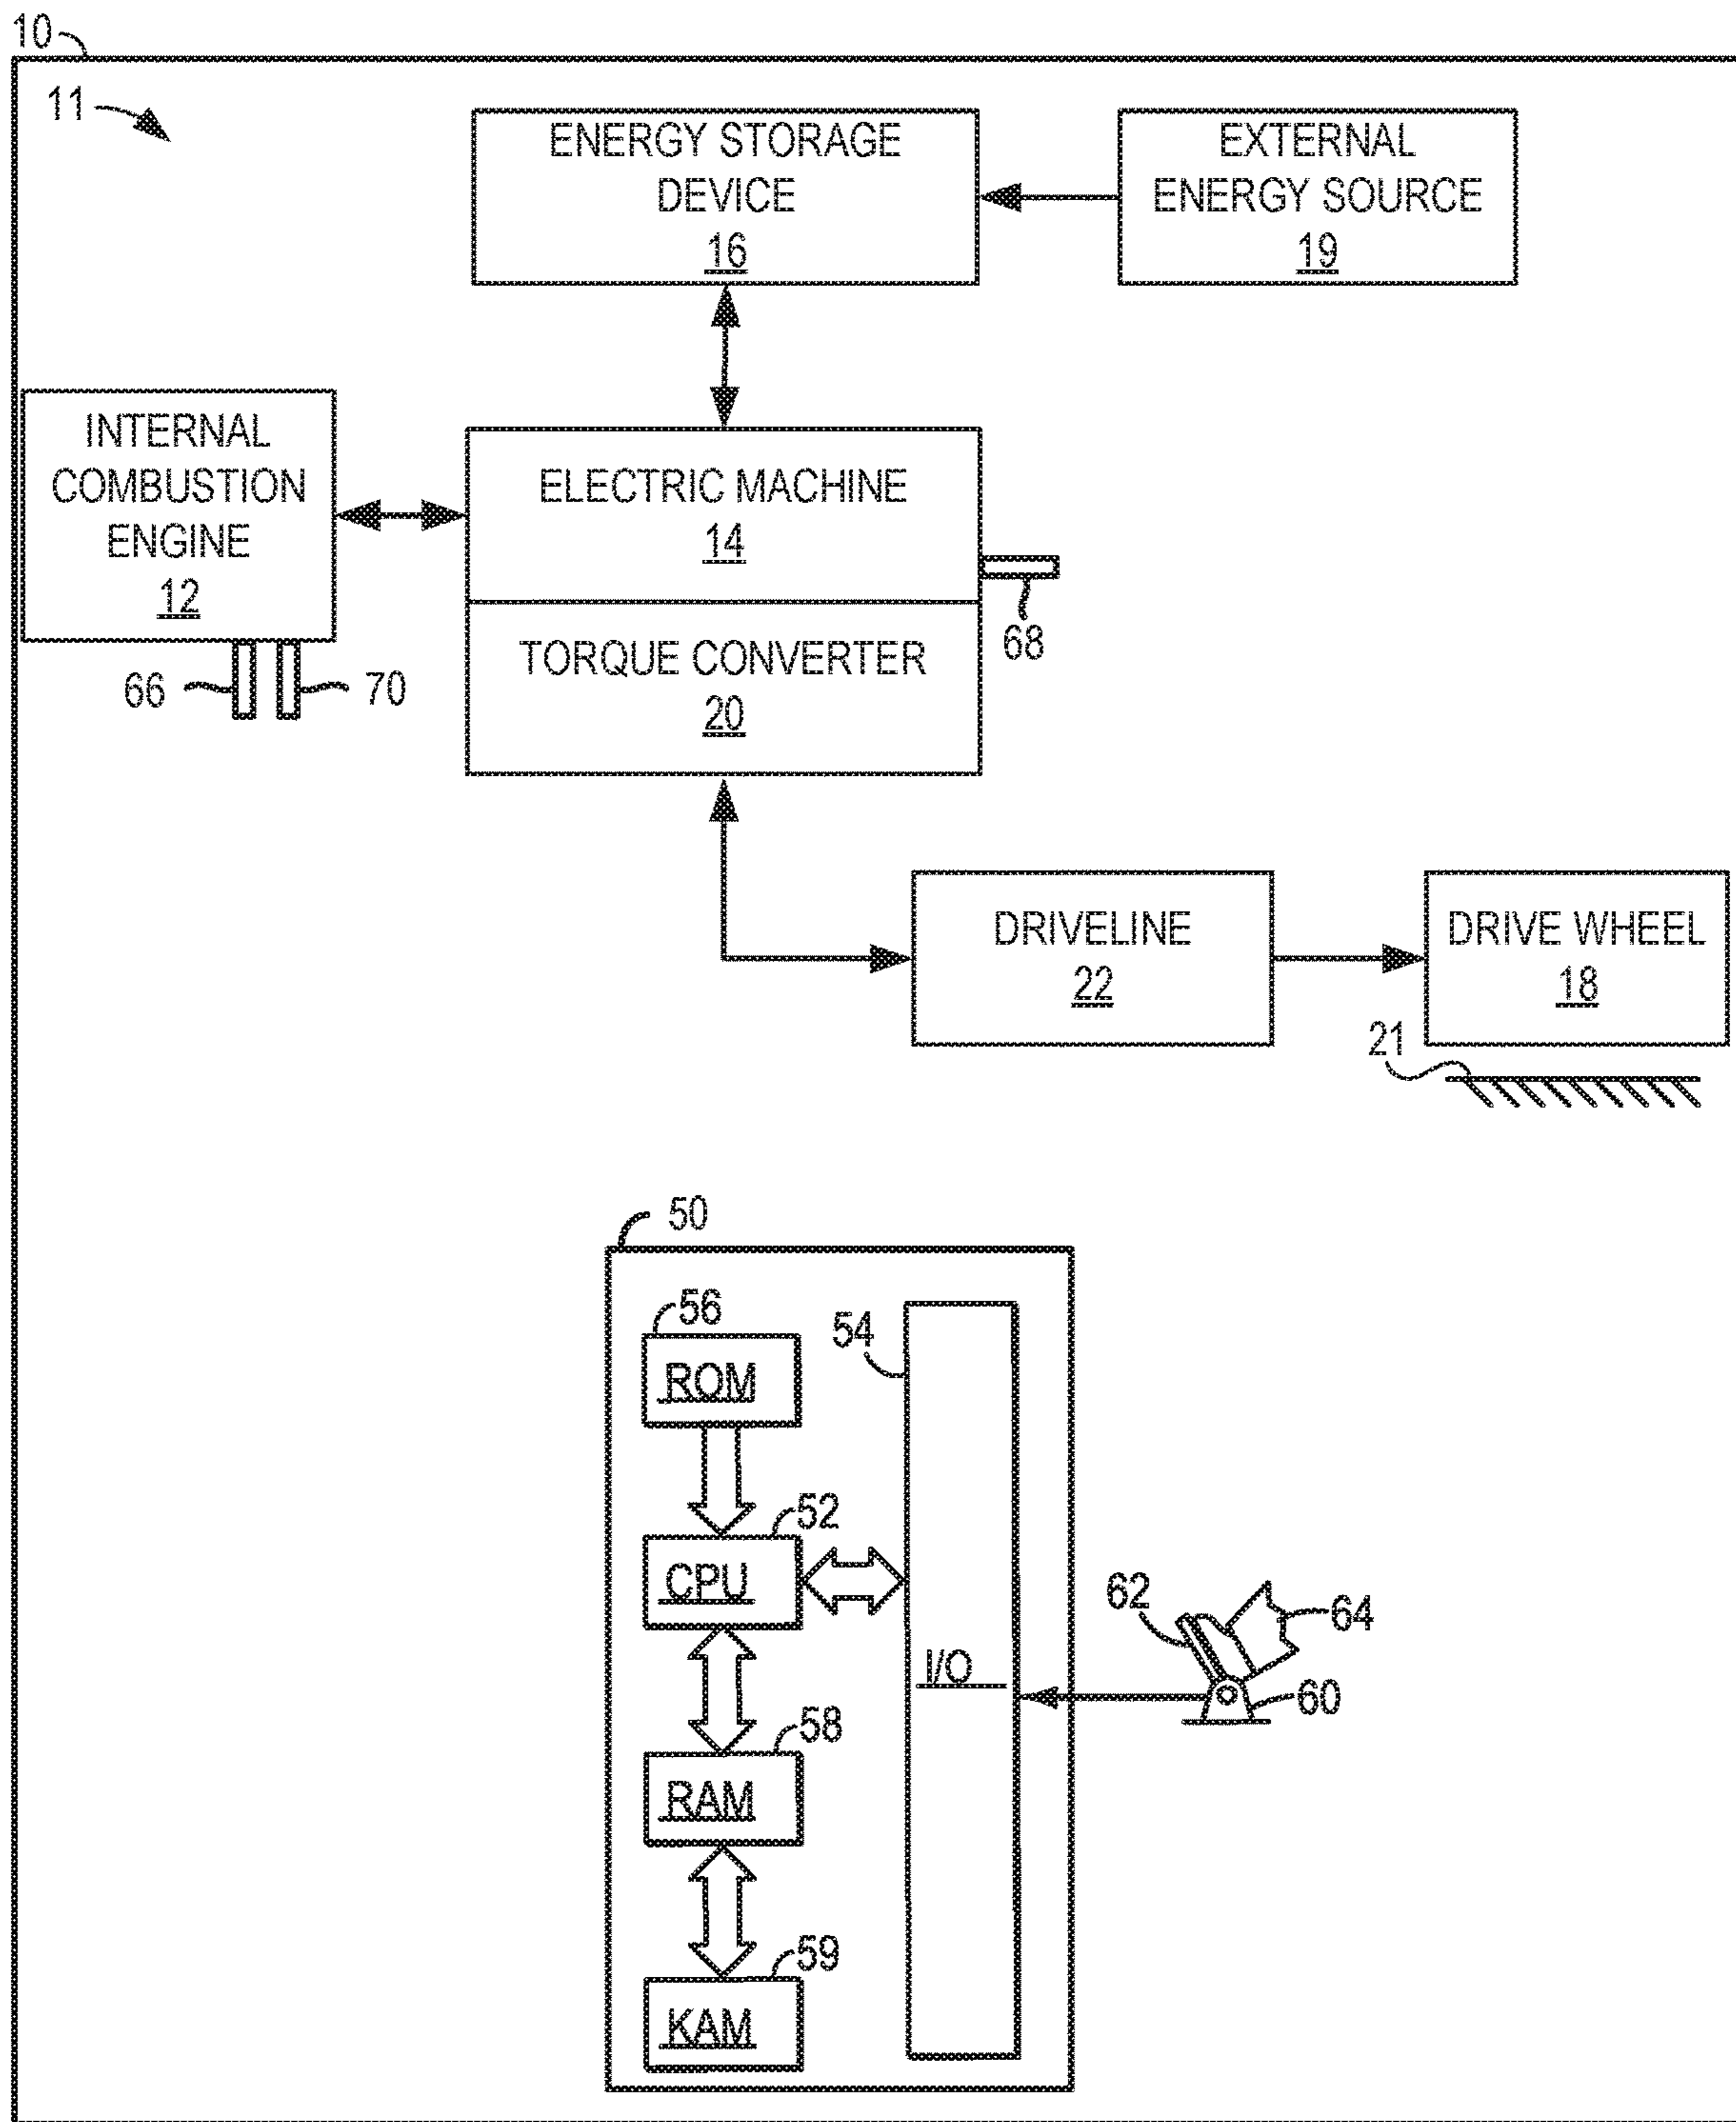 10
11
ENERGY STORAGE
DEVICE
16
EXTERNAL
ENERGY SOURCE
19
INTERNAL
COMBUSTION
ENGINE
12
ELECTRIC MACHINE
14
68
TORQUE CONVERTER
20
66
70
DRIVELINE
22
DRIVE WHEEL
18
21
50
56
ROM
54
52
CPU
I/O
62
64
60
58
RAM
59
KAM